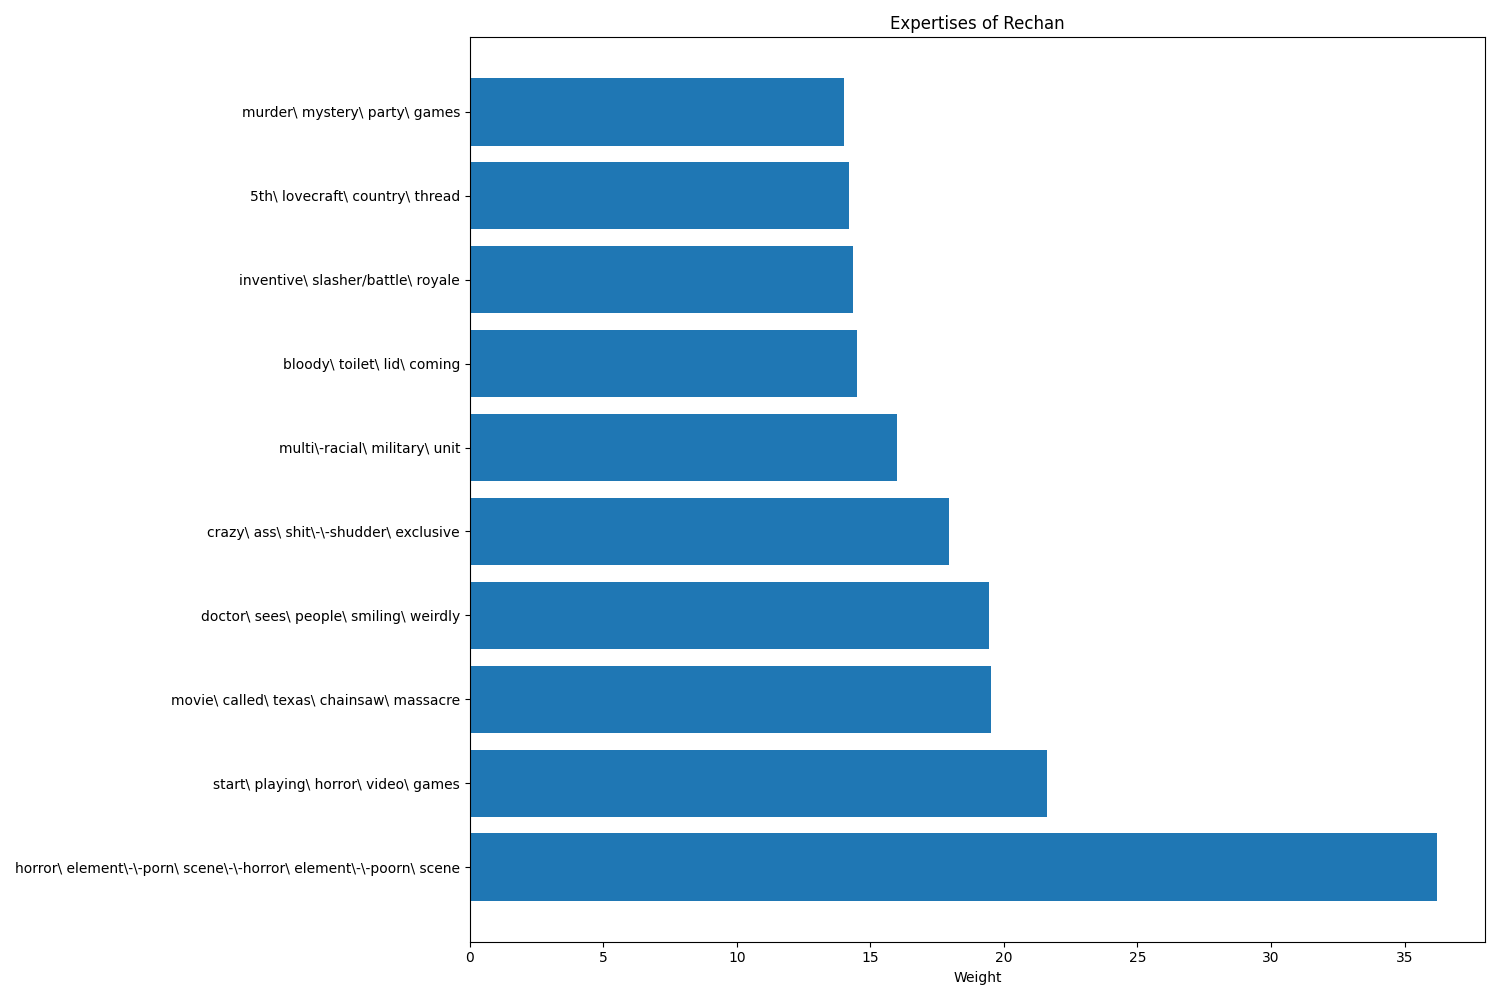 Expertises of Rechan
murder\ mystery\ party\ games
5th\ lovecraft\ country\ thread
inventive\ slasher/battle\ royale
bloody\ toilet\ lid\ coming
multi\-racial\ military\ unit
crazy\ ass\ shit\-\-shudder\ exclusive
doctor\ sees\ people\ smiling\ weirdly
movie\ called\ texas\ chainsaw\ massacre
start\ playing\ horror\ video\ games
horror\ element\-\-porn\ scene\-\-horror\ element\-\-poorn\ scene
0 5 10 15 20 25 30 35
Weight